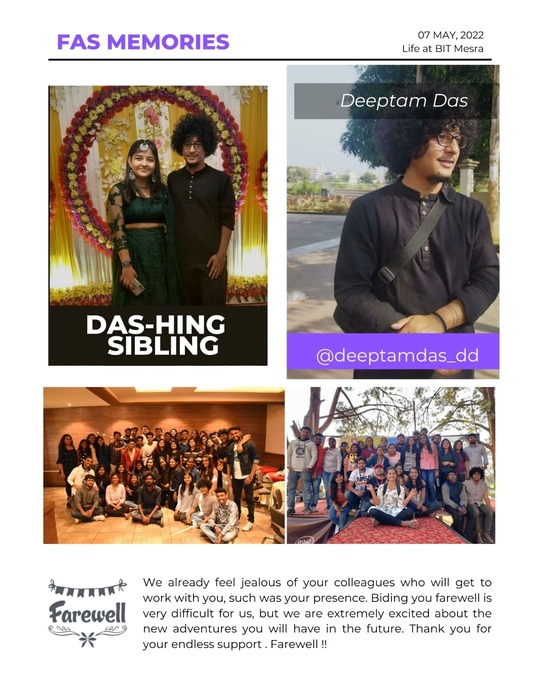 FAS MEMORIES
07 MAY, 2022
Life at BIT Mesra
Deeptam Das
DAS-HING
SIBLING
@deeptamdas_dd
intel
Farewell
We already feel jealous of your colleagues who will get to
work with you, such was your presence. Biding you farewell is
very difficult for us, but we are extremely excited about the
new adventures you will have in the future. Thank you for
your endless support . Farewell !!